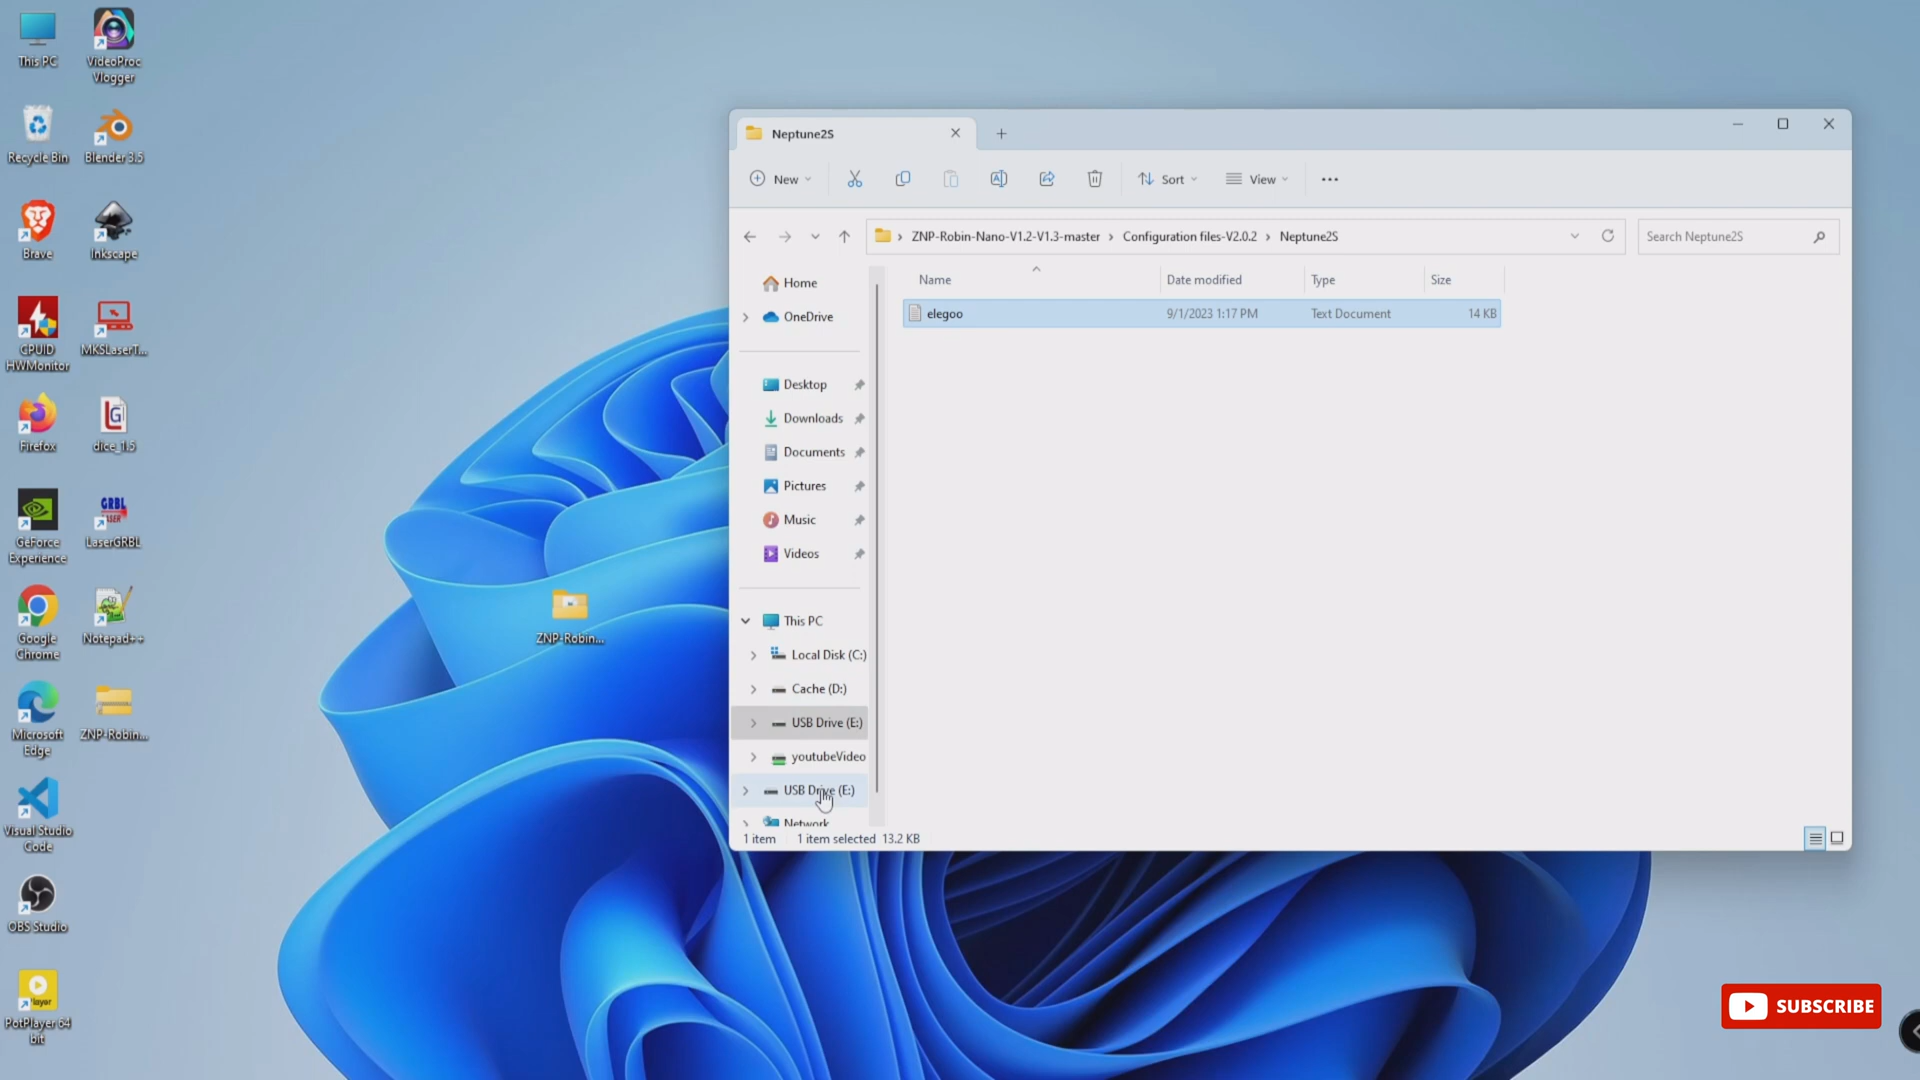 This PC
VideoProc
Vlogger
Recycle Bin
Blender 3.5
Brave
Inkscape
CPUID
HWMonitor
MKSLaserT...
Firefox
dice_1.5
GeForce
Experience
GRBL
LASER
LaserGRBL
Google
Chrome
Notepad++
Microsoft
Edge
ZNP-Robin...
Visual Studio
Code
OBS Studio
Player
PotPlayer 64
bit
ZNP-Robin...
Neptune2S
New
Sort
View
ZNP-Robin-Nano-V1.2-V1.3-master > Configuration files-V2.0.2 > Neptune2S
Search Neptune2S
Home
OneDrive
Desktop
Downloads
Documents
Pictures
Music
Videos
This PC
Local Disk (C:)
Cache (D:)
USB Drive (E:)
youtubeVideo
USB Drive (E:)
Network
Name Date modified Type Size
elegoo 9/1/2023 1:17 PM Text Document 14 KB
1 item 1 item selected 13.2 KB
SUBSCRIBE